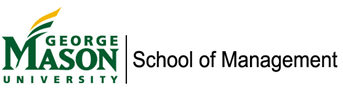 GEORGE
MASON
UNIVERSITY
School of Management